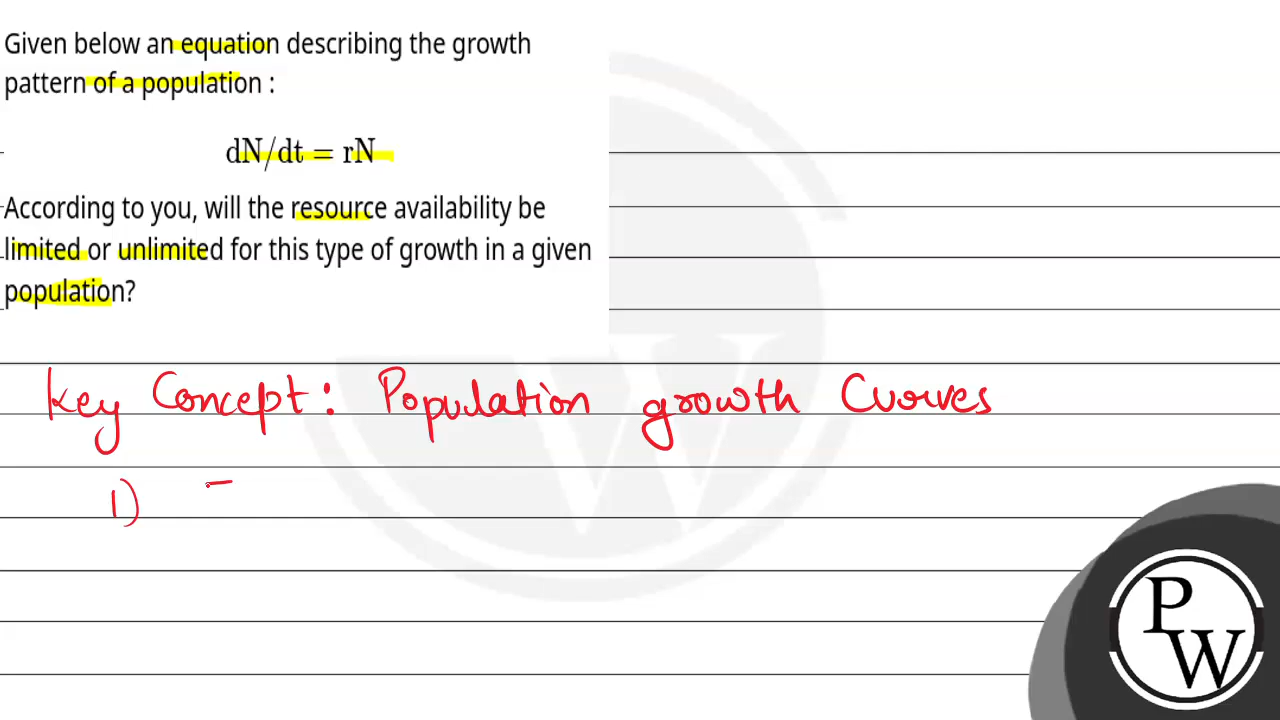 Given below an equation describing the growth
pattern of a population :
dN/dt = rN
According to you, will the resource availability be
limited or unlimited for this type of growth in a given
population?
Key Concept: Population growth Curves
1)
PW